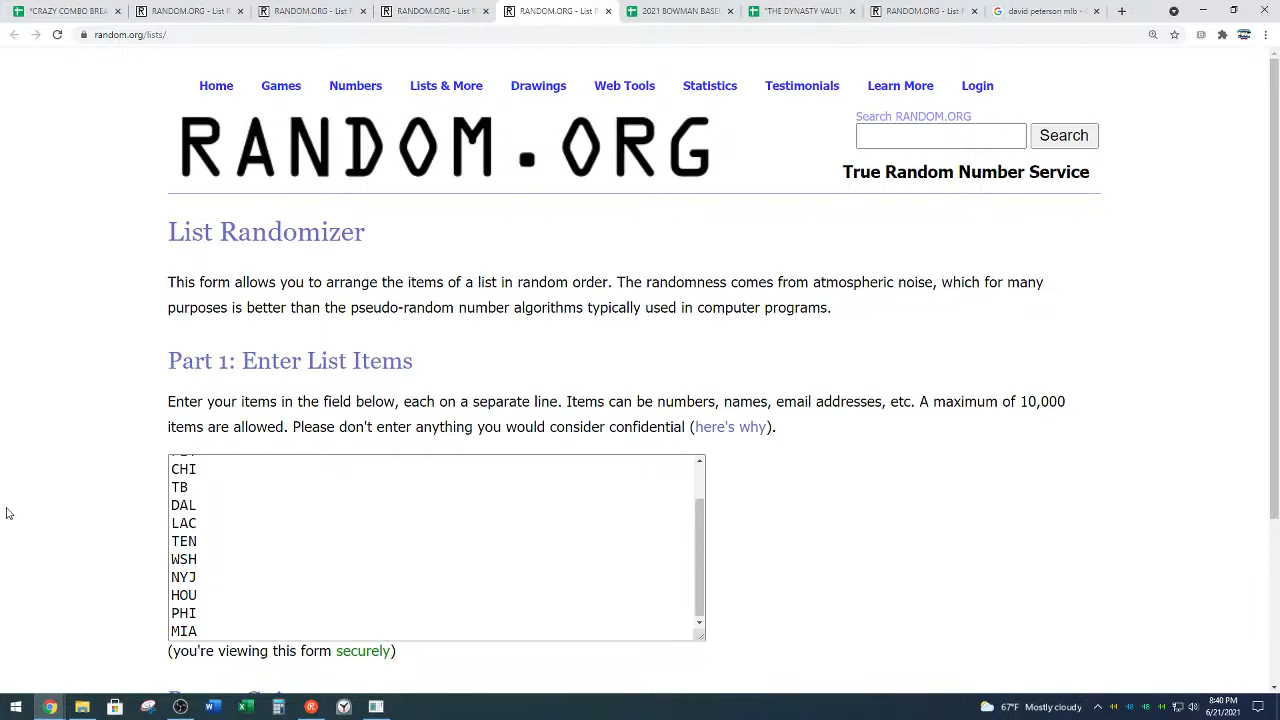 *CRAZY COMBO BREA
RANDOM.ORG - List R
RANDOM.ORG - List R
RANDOM.ORG - List R
RANDOM.ORG - List R
2021 BOWMAN BASE
*THE DYNASTY VAULT
RANDOM.ORG - List R
david peterson mlb - G
random.org/lists/
Home Games Numbers Lists & More Drawings Web Tools Statistics Testimonials Learn More Login
RANDOM.ORG
Search RANDOM.ORG
Search
True Random Number Service
List Randomizer
This form allows you to arrange the items of a list in random order. The randomness comes from atmospheric noise, which for many
purposes is better than the pseudo-random number algorithms typically used in computer programs.
Part 1: Enter List Items
Enter your items in the field below, each on a separate line. Items can be numbers, names, email addresses, etc. A maximum of 10,000
items are allowed. Please don't enter anything you would consider confidential (here's why).
CHI
TB
DAL
LAC
TEN
WSH
NYJ
HOU
PHI
MIA
(you're viewing this form securely)
67°F Mostly cloudy
44 48 48 44
8:40 PM
6/21/2021